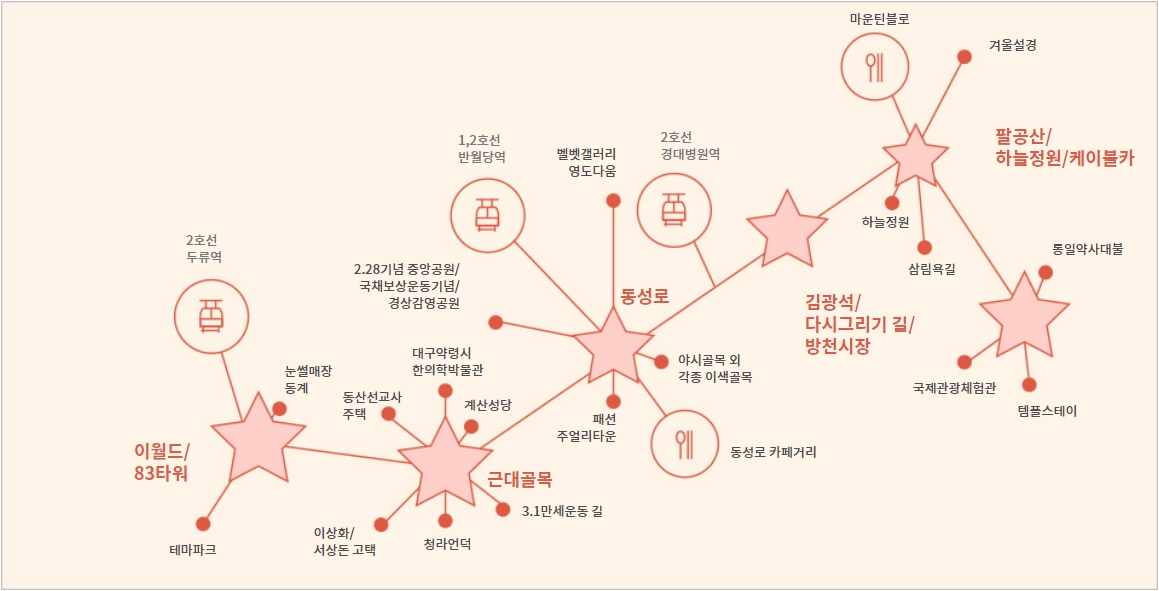 마운틴블로
겨울설경
팔공산/
하늘정원/케이블카
1,2호선
반월당역
벨벳갤러리
영도다움
2호선
경대병원역
하늘정원
삼림욕길
통일약사대불
2호선
두류역
2.28기념 중앙공원/
국채보상운동기념/
경상감영공원
동성로
김광석/
다시그리기 길/
방천시장
대구약령시
한의학박물관
야시골목 외
각종 이색골목
국제관광체험관
템플스테이
눈썰매장
동계
동산선교사
주택
계산성당
패션
주얼리타운
이월드/
83타워
동성로 카페거리
근대골목
3.1만세운동 길
테마파크
이상화/
서상돈 고택
청라언덕